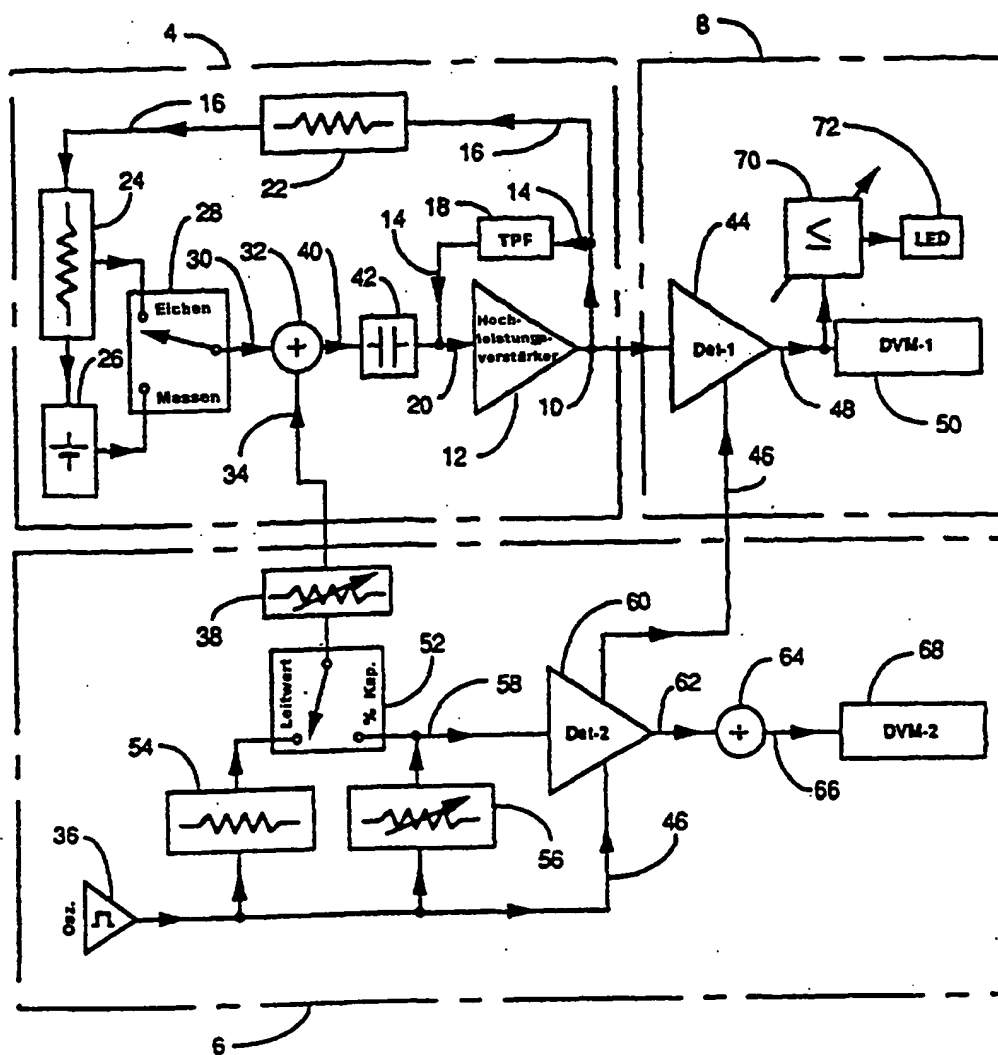 4
8
16
16
22
72
70
24
28
14
18
14
TPF
LED
44
≤
30
32
40
42
Eichen
+
Hoch-
leistungs-
verstärker
Det-1
DVM-1
26
Messen
20
10
48
50
12
34
46
38
60
52
Leitwert
% Kap.
58
62
64
68
54
Det-2
÷
DVM-2
66
36
56
46
Osz.
6